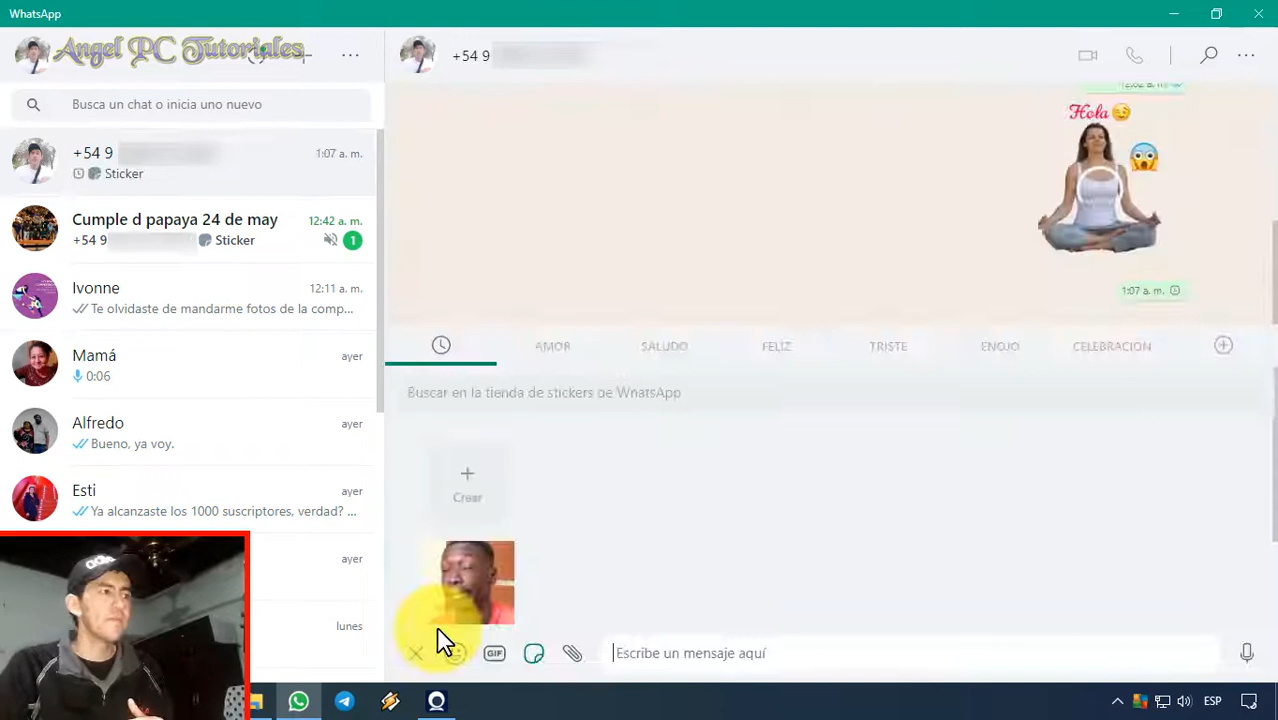 WhatsApp
Angel PC Tutoriales
Busca un chat o inicia uno nuevo
+54 9
1:07 a. m.
Sticker
Cumple d papaya 24 de may
12:42 a. m.
+54 9
Sticker
1
Ivonne
12:11 a. m.
Te olvidaste de mandarme fotos de la comp...
Mamá
ayer
0:06
Alfredo
ayer
Bueno, ya voy.
Esti
ayer
Ya alcanzaste los 1000 suscriptores, verdad? ...
ayer
lunes
+54 9
Hola
1:07 a. m.
AMOR
SALUDO
FELIZ
TRISTE
ENOJO
CELEBRACION
Buscar en la tienda de stickers de WhatsApp
Crear
GIF
Escribe un mensaje aquí
ESP